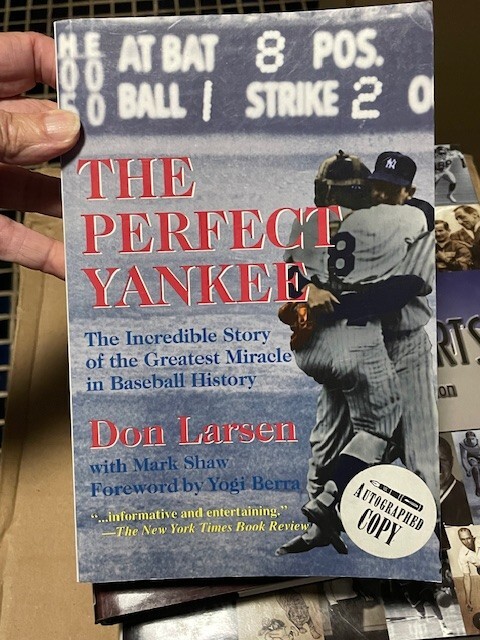 H E
AT BAT 8 POS.
00
BALL 1 STRIKE 2 O
THE
PERFECT
YANKEE
8
The Incredible Story
of the Greatest Miracle
in Baseball History
Don Larsen
with Mark Shaw
Foreword by Yogi Berra
"...informative and entertaining."
—The New York Times Book Review
AUTOGRAPHED
COPY